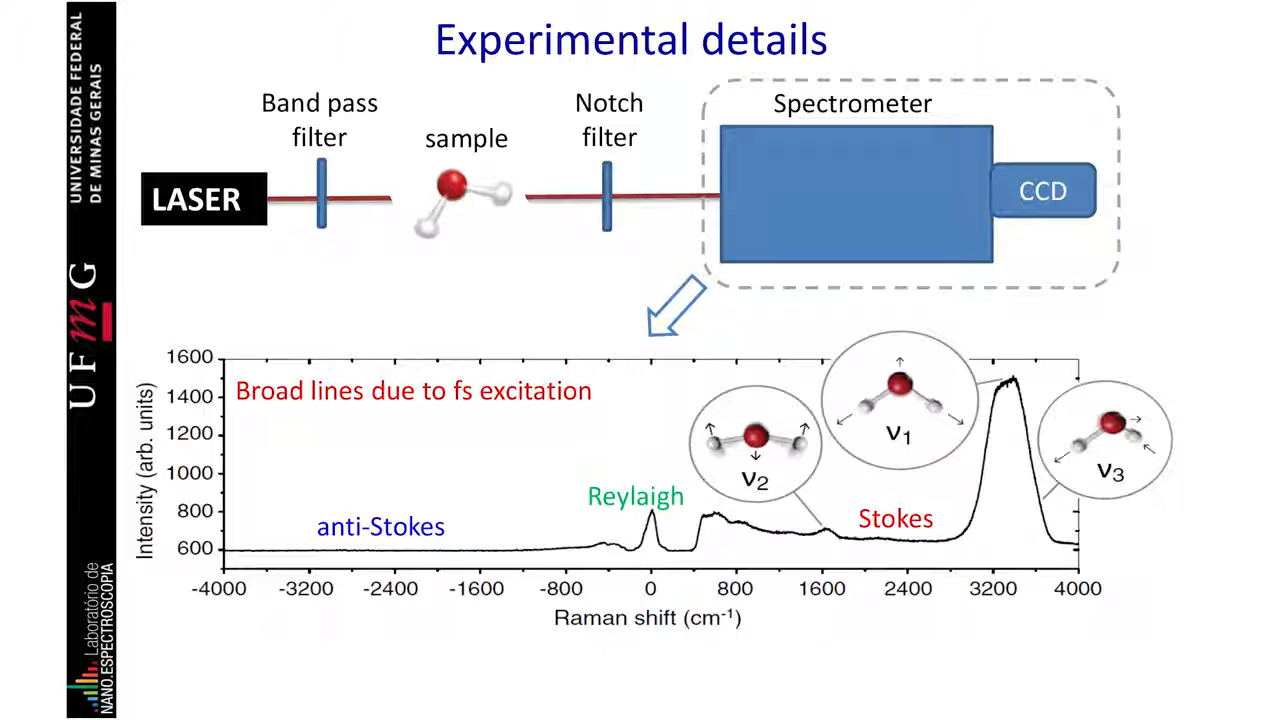 Experimental details
UNIVERSIDADE FEDERAL
DE MINAS GERAIS
UFmG
Laboratório de
NANO.ESPECTROSCOPIA
Band pass
filter
sample
Notch
filter
Spectrometer
LASER
CCD
Broad lines due to fs excitation
ν1
ν2
ν3
Reylaigh
anti-Stokes
Stokes
Intensity (arb. units)
1600
1400
1200
1000
800
600
-4000 -3200 -2400 -1600 -800 0 800 1600 2400 3200 4000
Raman shift (cm-1)